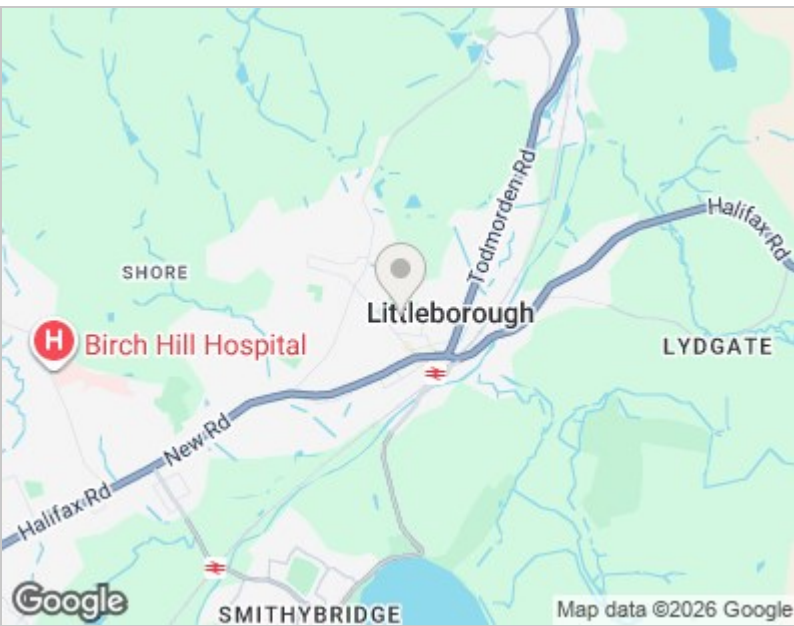 Todmorden Rd
Halifax Rd
SHORE
Littleborough
H
Birch Hill Hospital
LYDGATE
New Rd
Halifax Rd
SMITHYBRIDGE
Google
Map data ©2026 Google